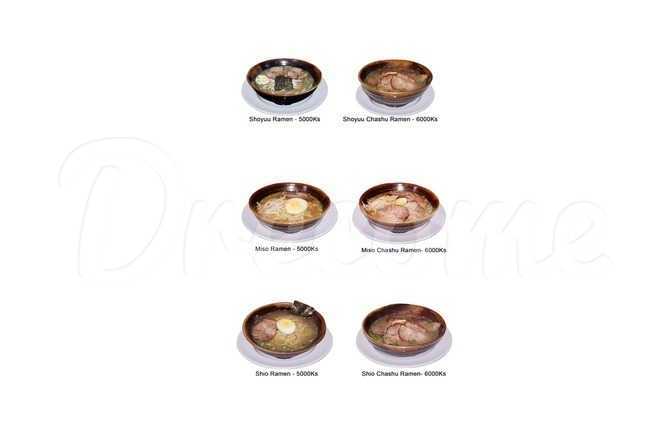 Shoyuu Ramen - 5000Ks
Shoyuu Chashu Ramen - 6000Ks
Dreeome
Miso Ramen - 5000Ks
Miso Chashu Ramen- 6000Ks
Shio Ramen - 5000Ks
Shio Chashu Ramen- 6000Ks